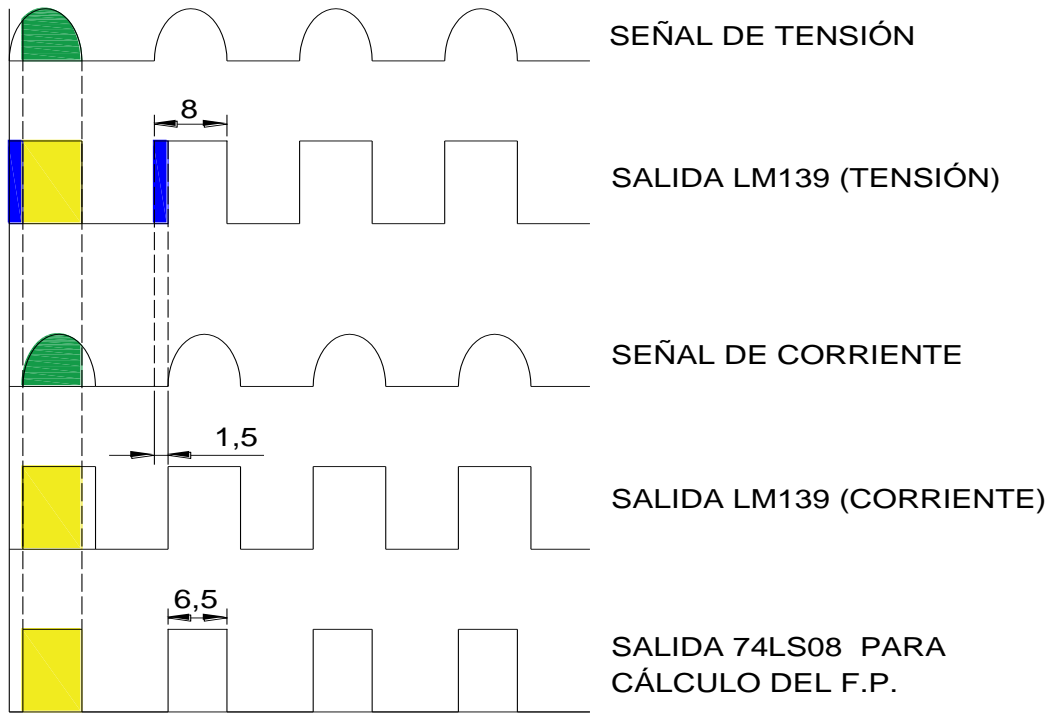 SEÑAL DE TENSIÓN
8
SALIDA LM139 (TENSIÓN)
SEÑAL DE CORRIENTE
1,5
SALIDA LM139 (CORRIENTE)
6,5
SALIDA 74LS08 PARA
CÁLCULO DEL F.P.